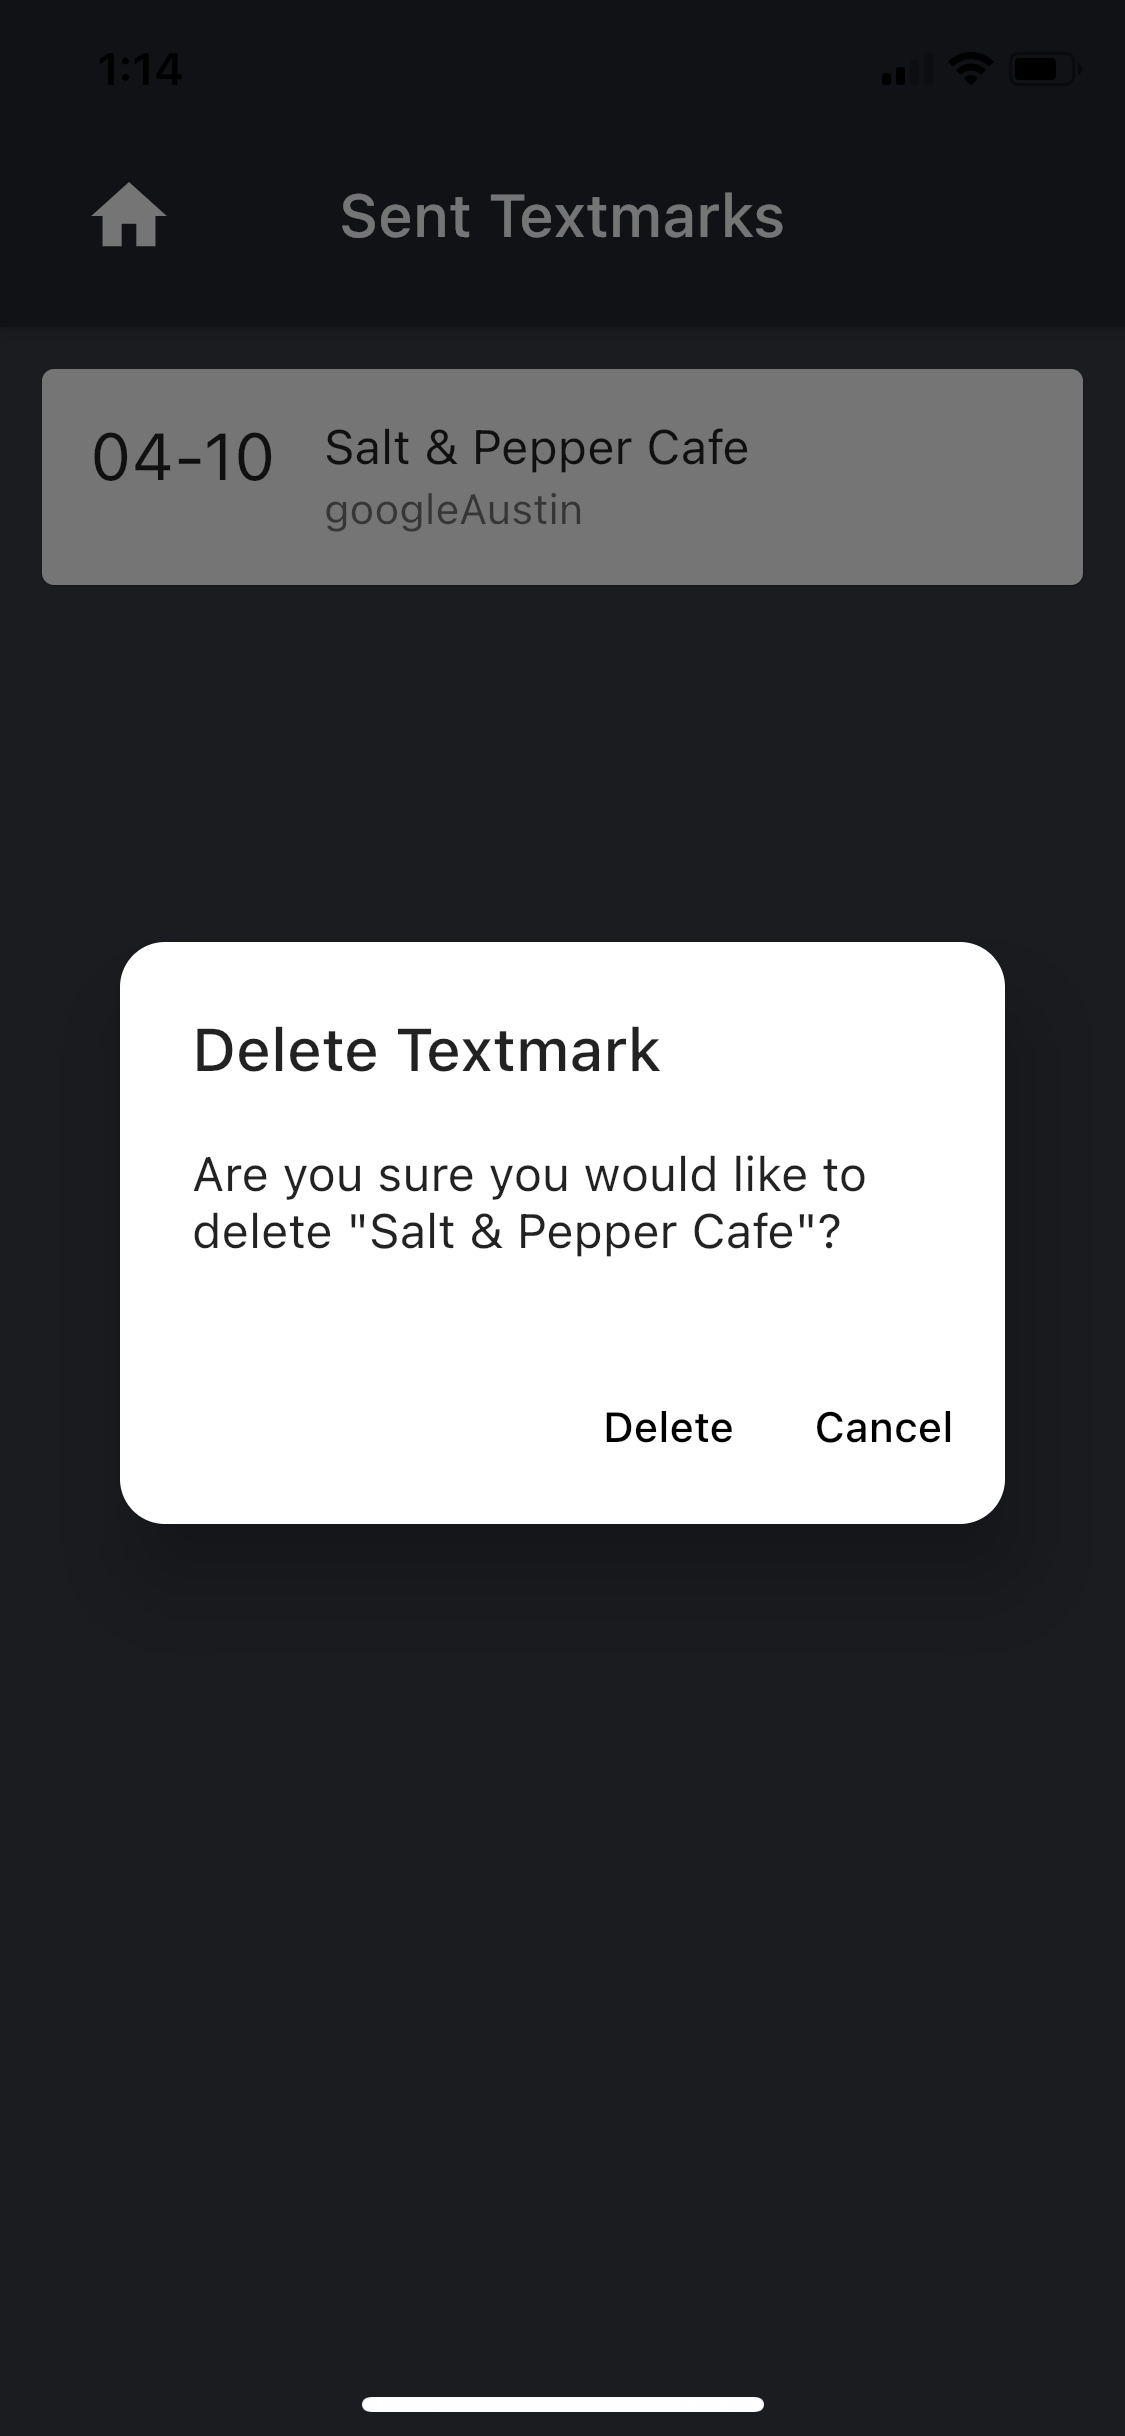 1:14
Sent Textmarks
04-10
Salt & Pepper Cafe
googleAustin
Delete Textmark
Are you sure you would like to
delete "Salt & Pepper Cafe"?
Delete Cancel